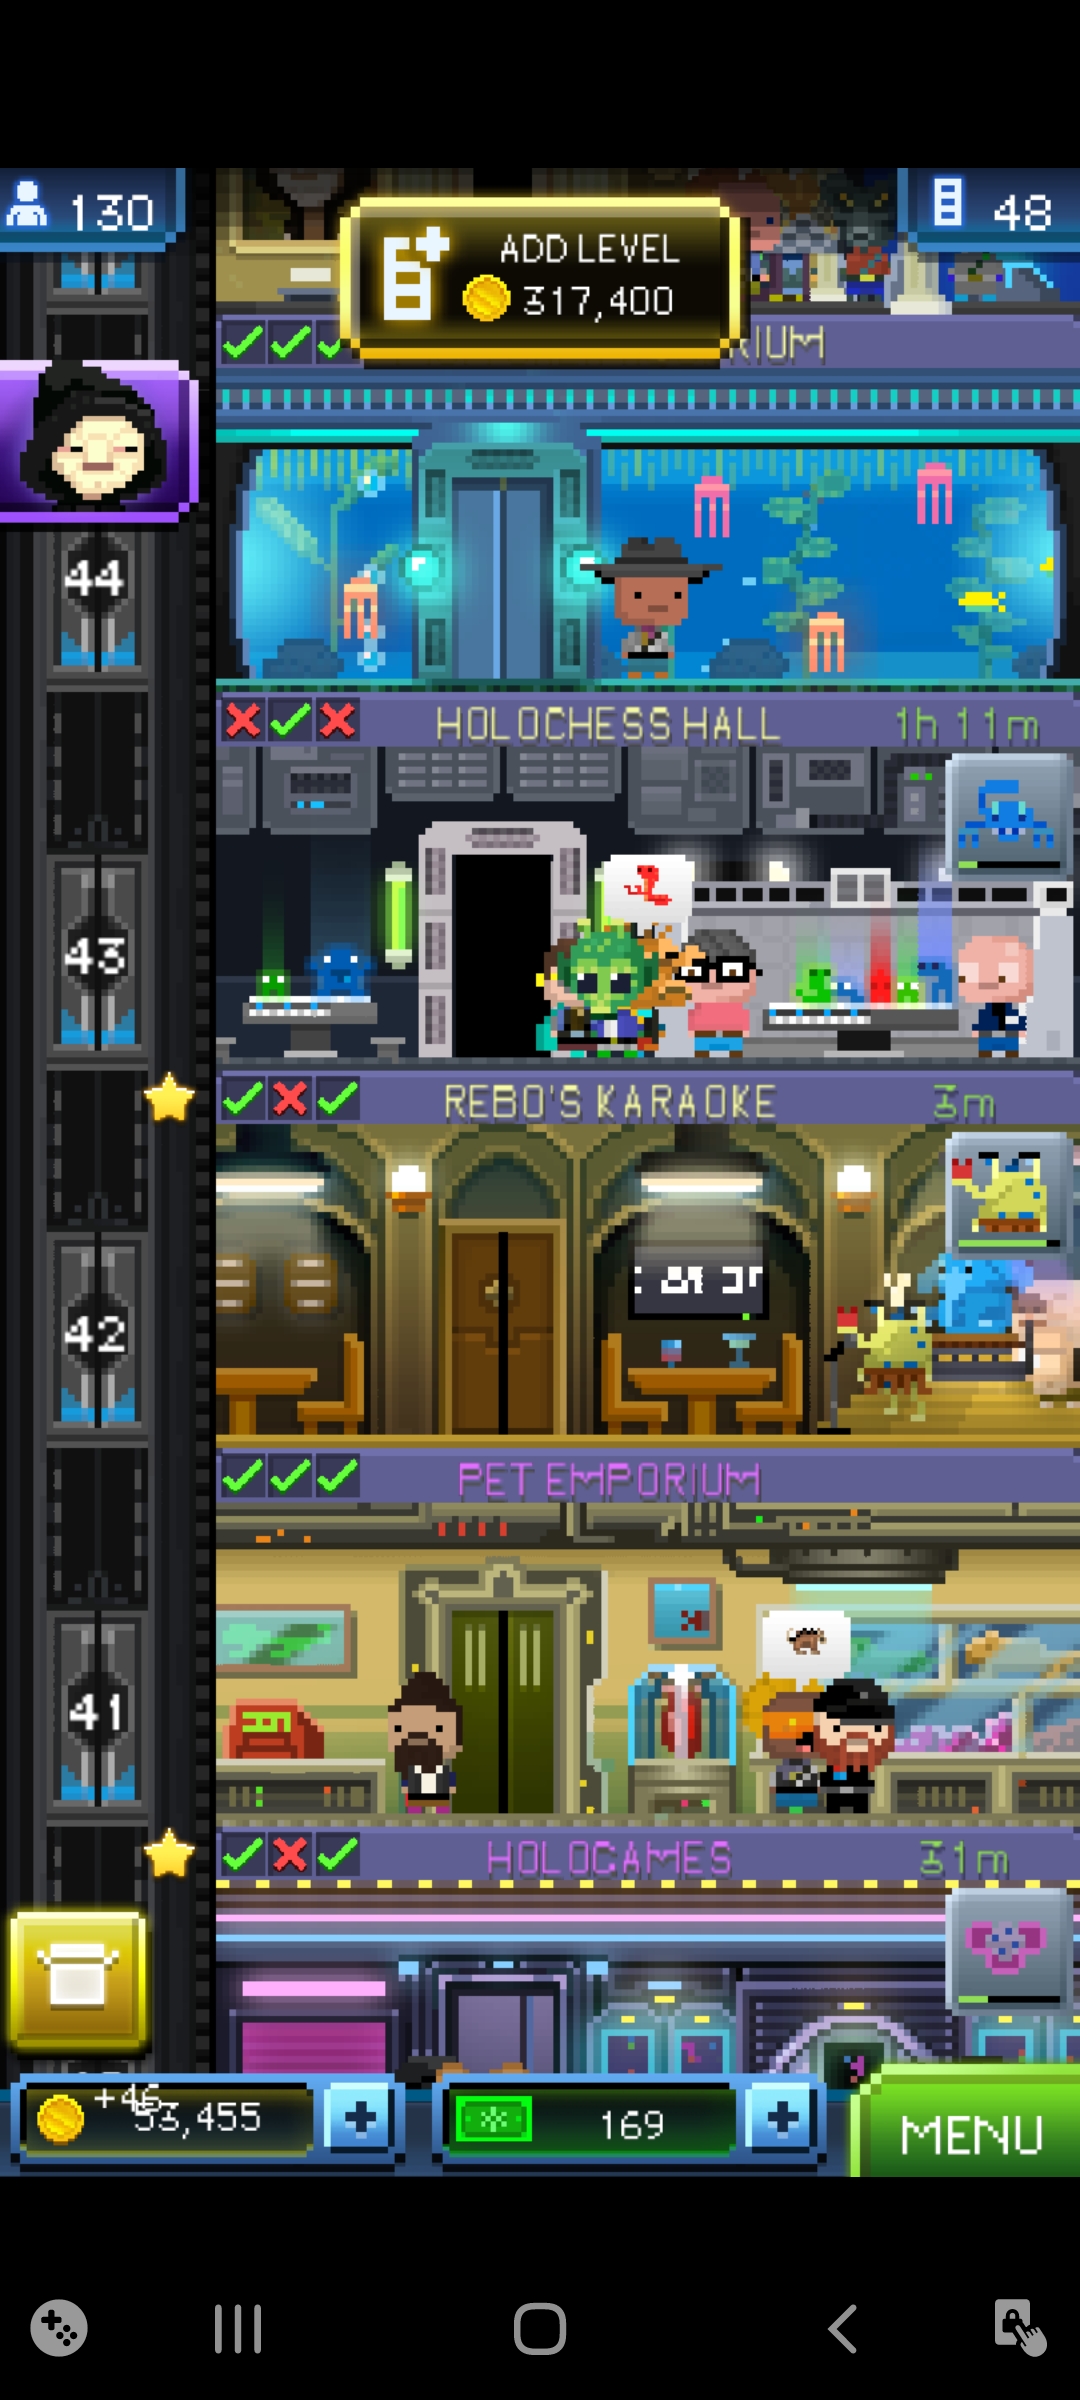 130
48
ADD LEVEL
317,400
RIUM
44
HOLOCHESS HALL 1h 11m
43
REBO'S KARAOKE 3m
42
PET EMPORIUM
41
HOLOGAMES 31m
+46
53,455
169
MENU